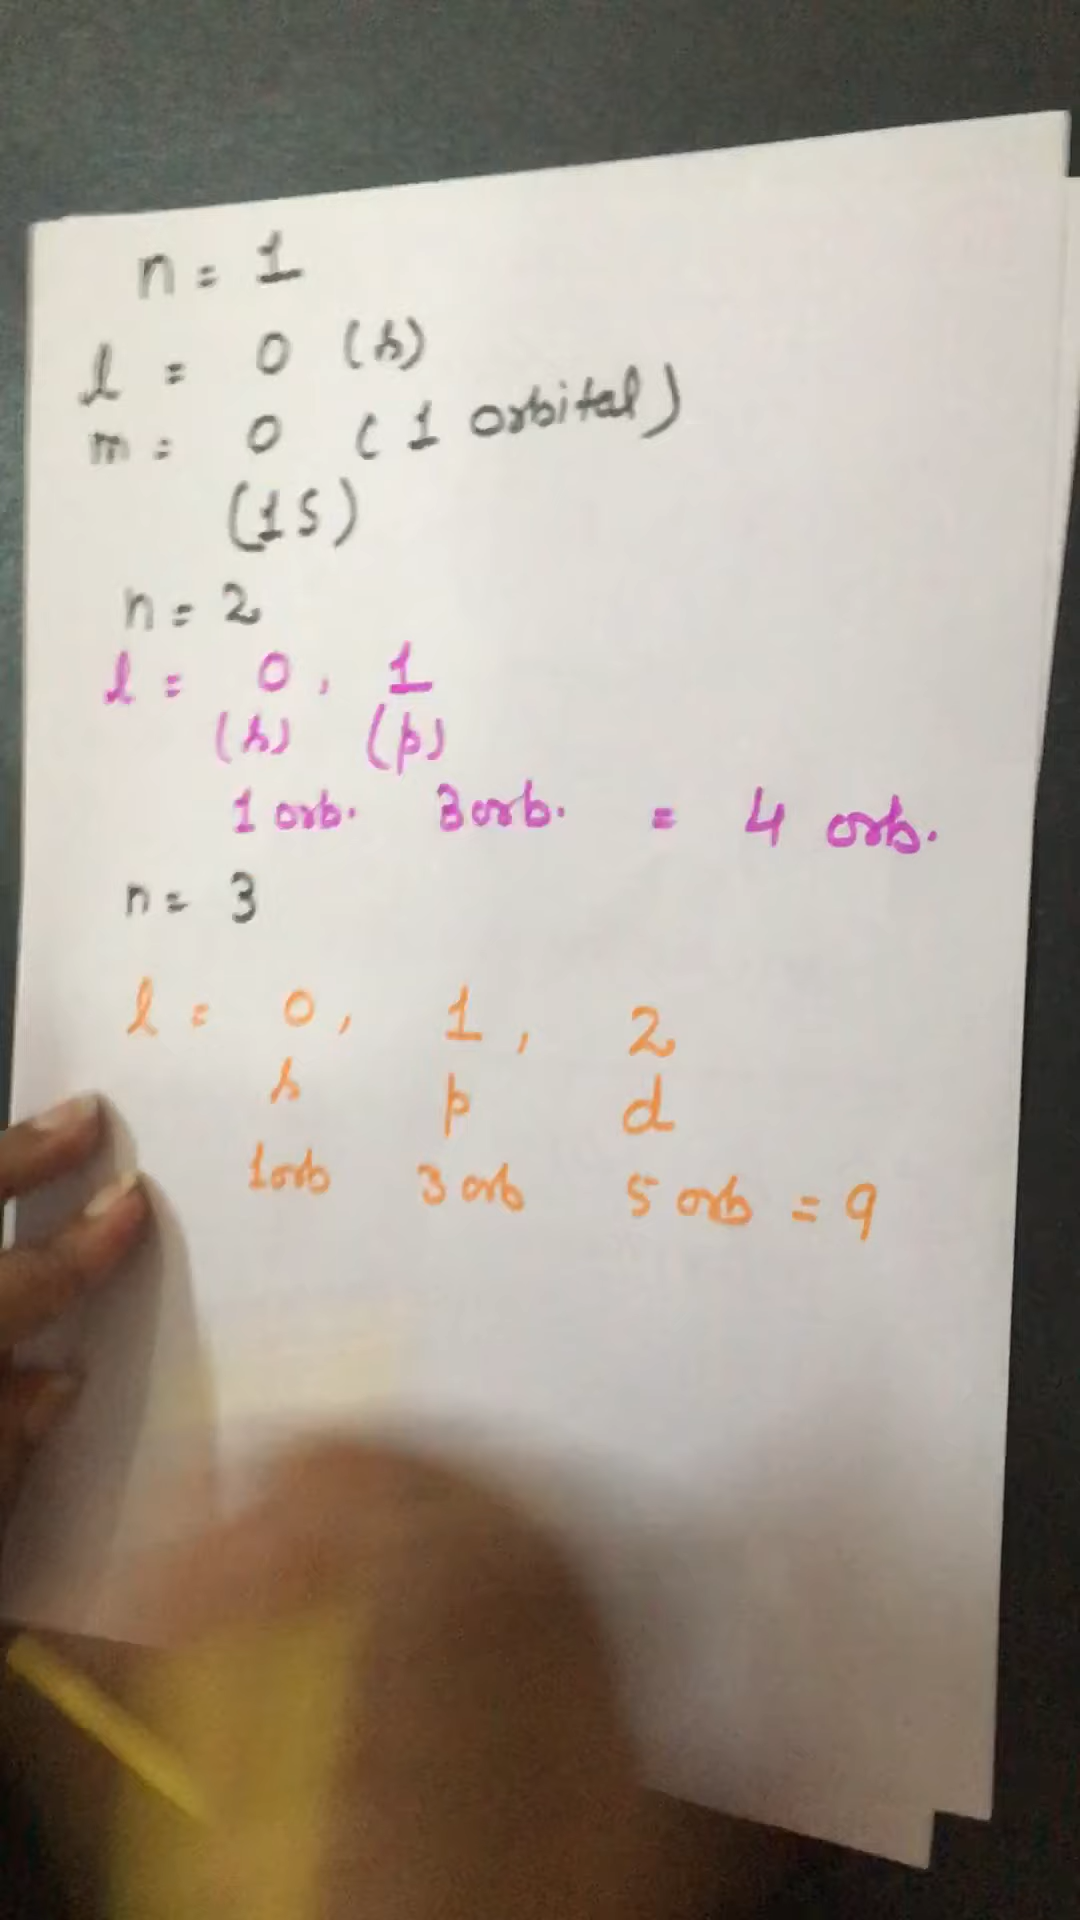 n = 1
l = 0 (s)
m = 0 (1 orbital)
(1S)
n = 2
l = 0, 1
(s) (p)
1 orb. 3 orb. = 4 orb.
n = 3
l = 0, 1, 2
s p d
1 orb 3 orb 5 orb = 9